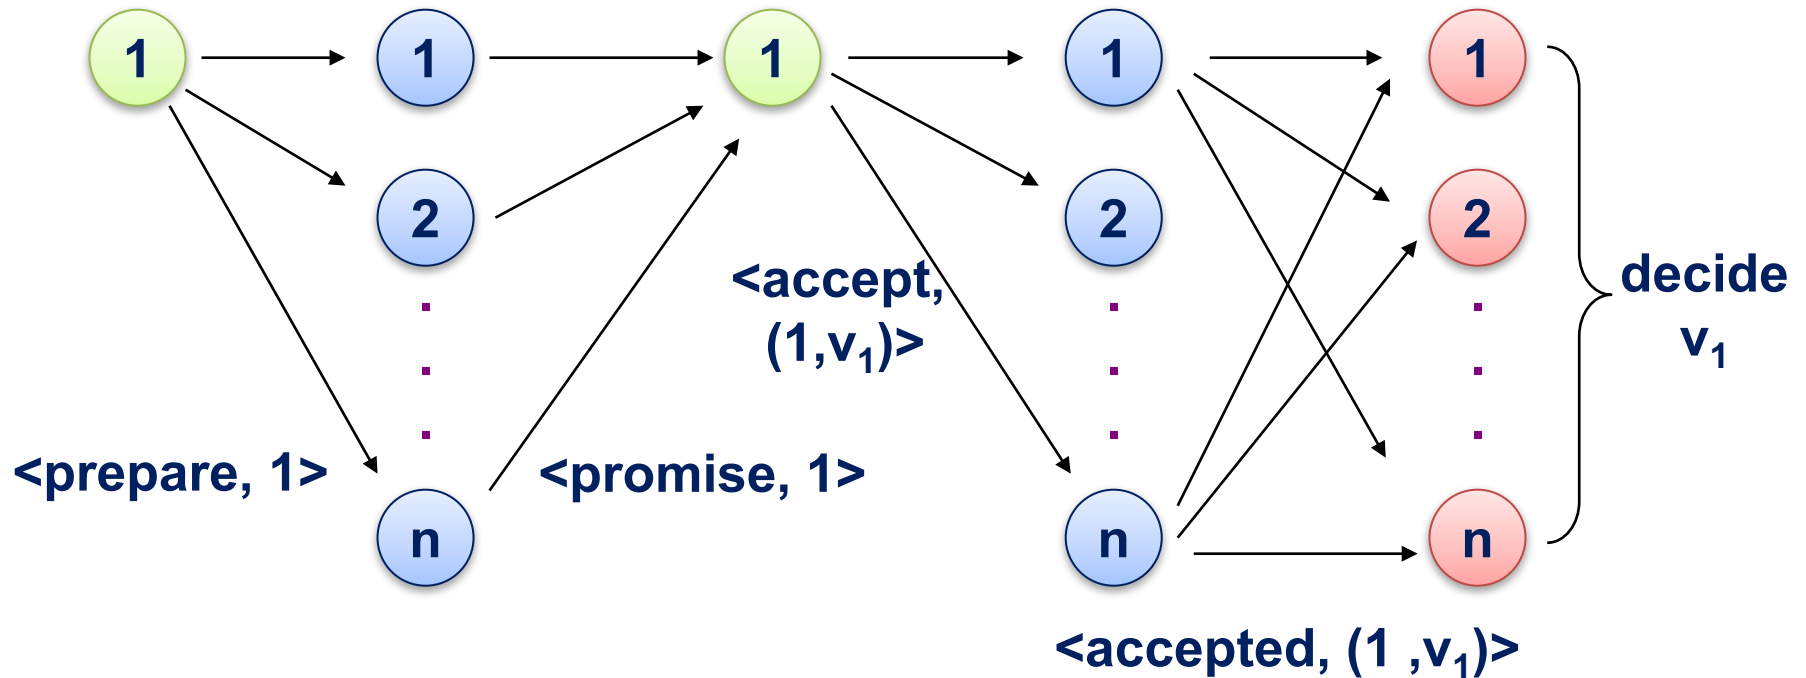 1 1 1 1 1
2 2 2
<accept,
(1,v₁)>
decide
v₁
<prepare, 1>
<promise, 1>
n n n
<accepted, (1 ,v₁)>